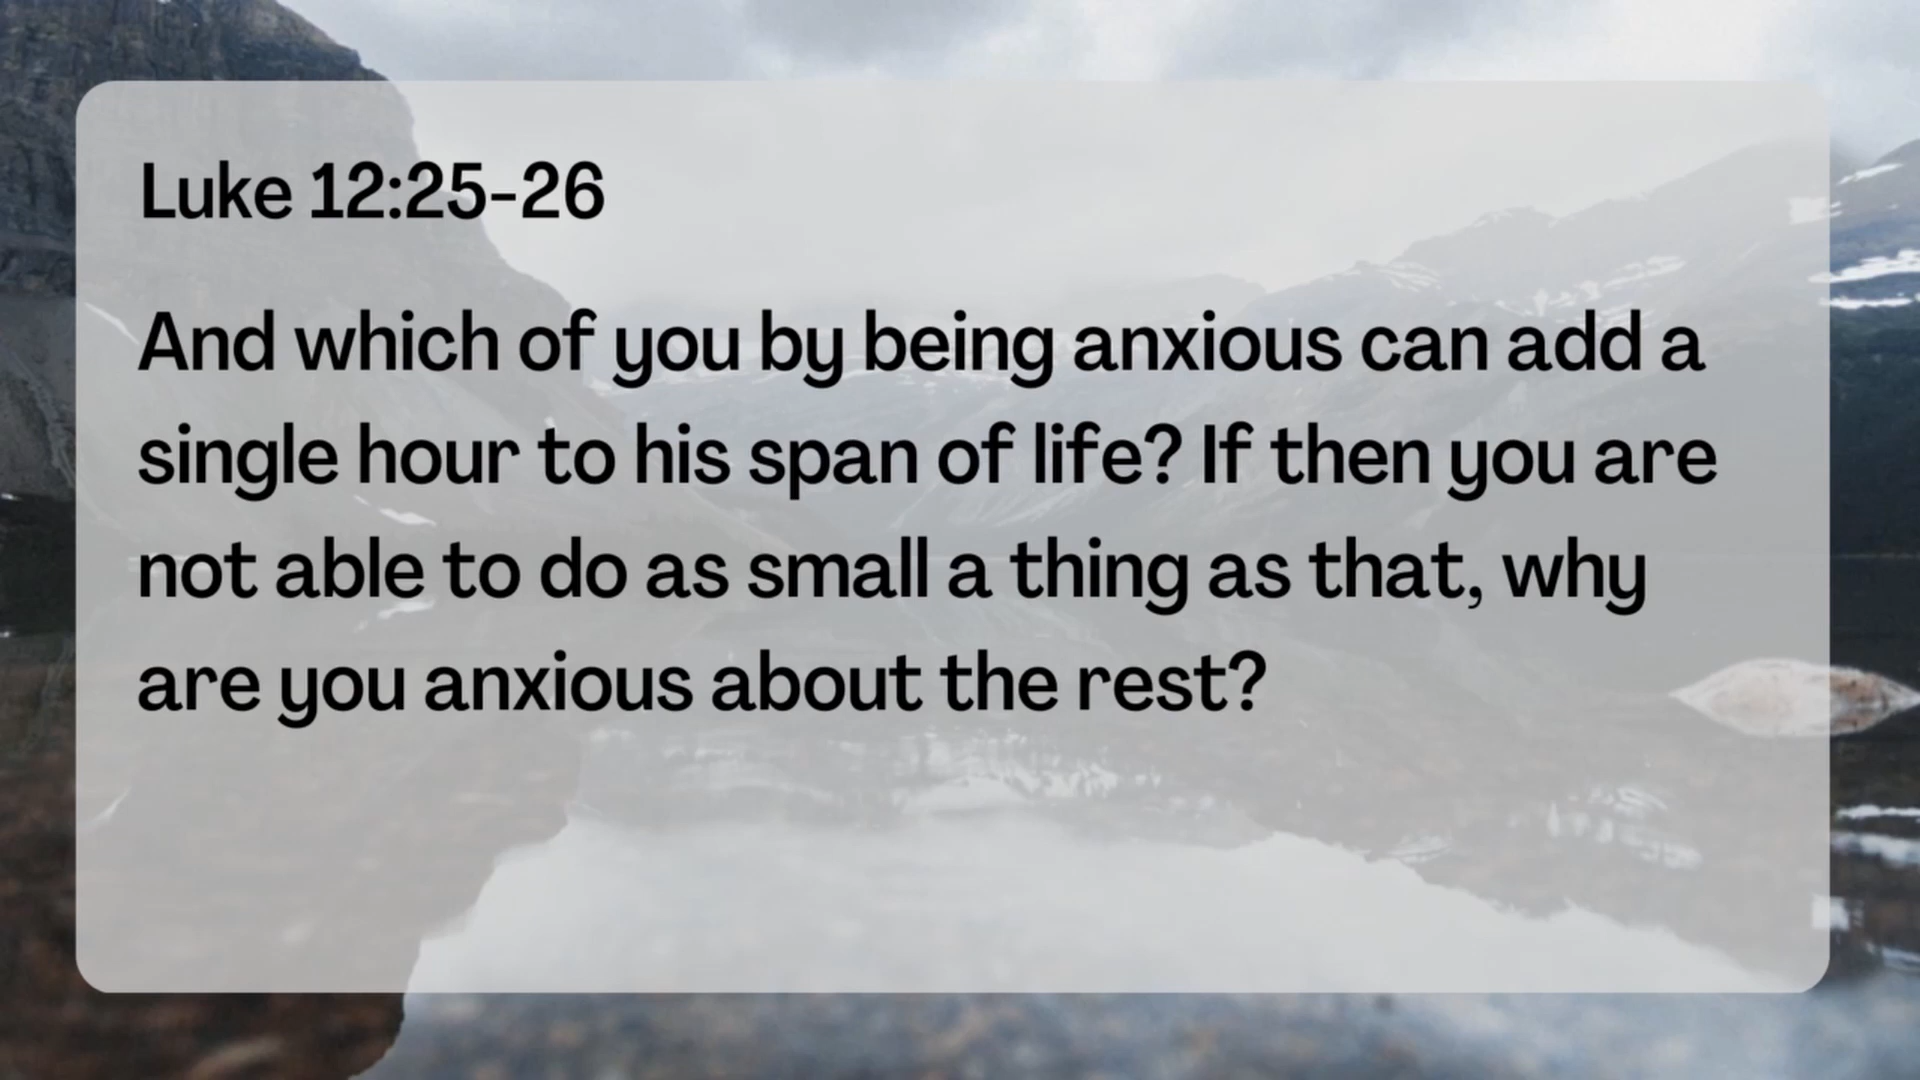 Luke 12:25-26
And which of you by being anxious can add a
single hour to his span of life? If then you are
not able to do as small a thing as that, why
are you anxious about the rest?